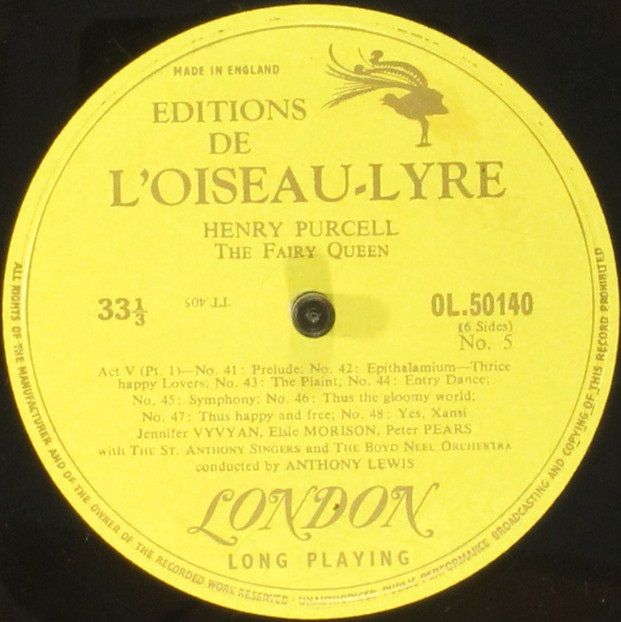 MADE IN ENGLAND
EDITIONS
DE
L'OISEAU-LYRE
HENRY PURCELL
THE FAIRY QUEEN
33⅓
TT.405
OL.50140
(6 Sides)
No. 5
Act V (Pt. 1)—No. 41: Prelude; No. 42: Epithalamium—Thrice
happy Lovers; No. 43: The Plaint; No. 44: Entry Dance;
No. 45: Symphony; No. 46: Thus the gloomy world;
No. 47: Thus happy and free; No. 48: Yes, Xansi
Jennifer VYVYAN, Elsie MORISON, Peter PEARS
with THE ST. ANTHONY SINGERS and THE BOYD NEEL ORCHESTRA
conducted by ANTHONY LEWIS
LONDON
LONG PLAYING
ALL RIGHTS OF THE MANUFACTURER AND OF THE OWNER OF THE RECORDED WORK RESERVED · UNAUTHORISED PUBLIC PERFORMANCE BROADCASTING AND COPYING OF THIS RECORD PROHIBITED